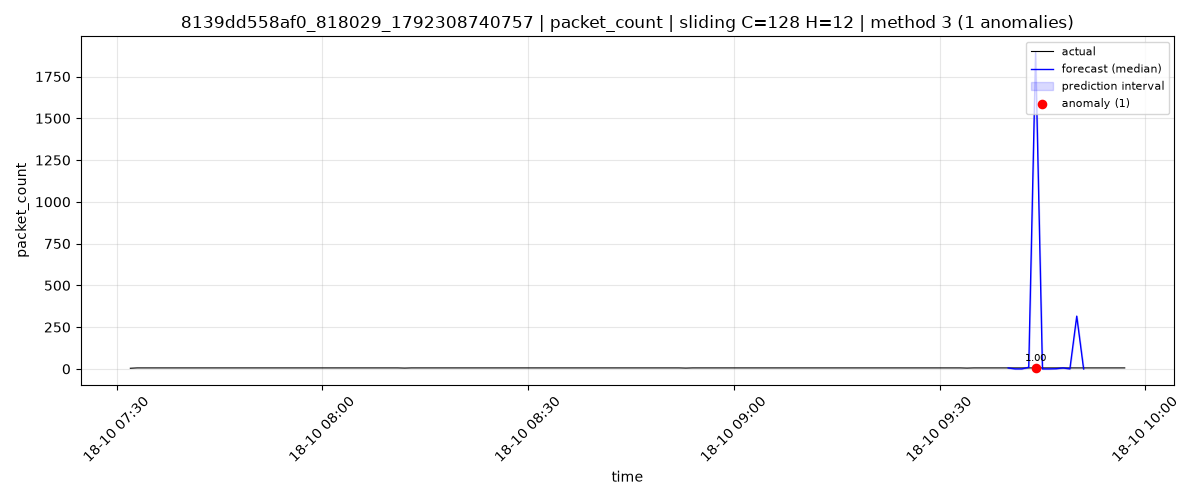 8139dd558af0_818029_1792308740757 | packet_count | sliding C=128 H=12 | method 3 (1 anomalies)
actual
forecast (median)
prediction interval
anomaly (1)
1750
1500
1250
1000
750
500
250
0
packet_count
1.00
18-10 07:30
18-10 08:00
18-10 08:30
18-10 09:00
18-10 09:30
18-10 10:00
time